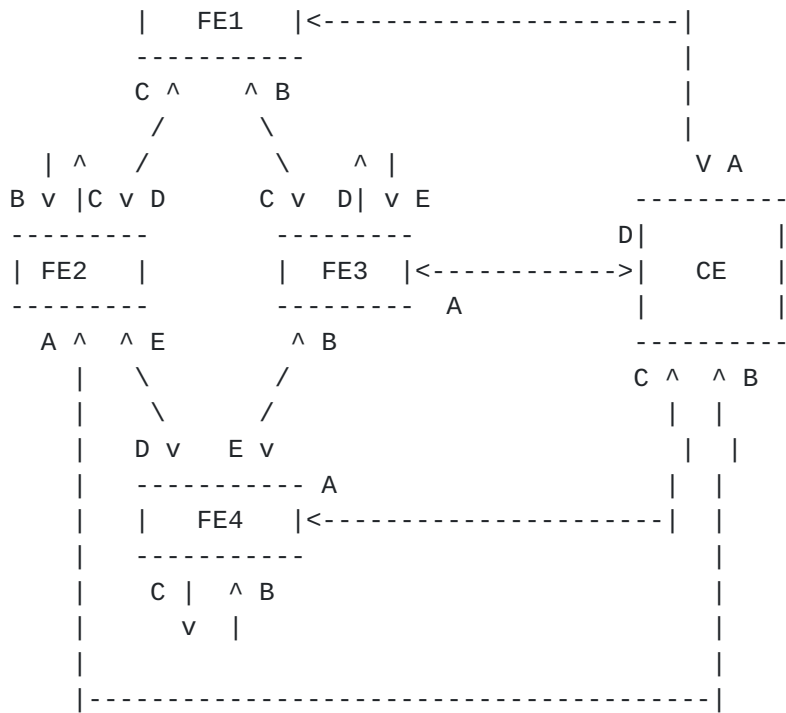 |   FE1   |<-----------------------|
        -----------                        |
        C ^    ^ B                         |
         /      \                          |
  | ^   /        \    ^ |                   V A
B v |C v D      C v  D| v E             ----------
---------        ---------             D|        |
| FE2   |        |  FE3  |<------------>|   CE   |
---------        ---------  A           |        |
  A ^  ^ E        ^ B                   ----------
    |   \        /                      C ^  ^ B
    |    \      /                         |  |
    |   D v   E v                          |  |
    |   ----------- A                     |  |
    |   |   FE4   |<----------------------|  |
    |   -----------                          |
    |    C |  ^ B                            |
    |      v  |                              |
    |                                        |
    |----------------------------------------|